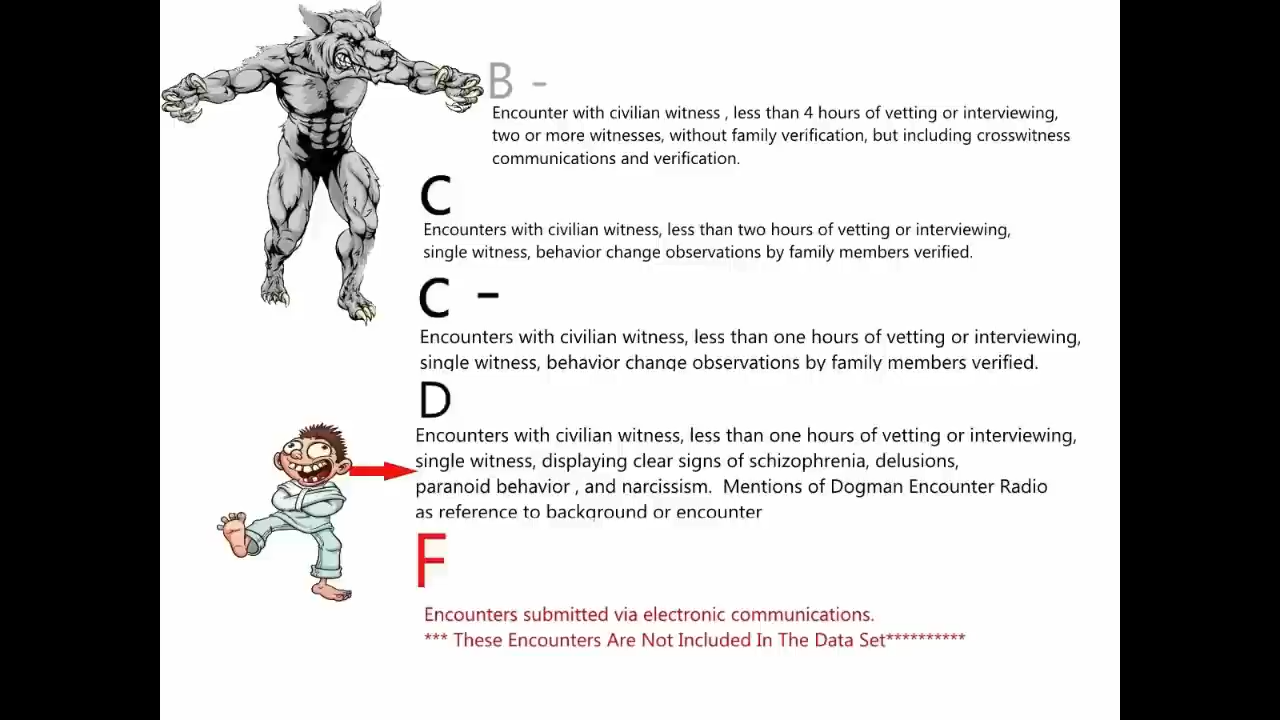 B -
Encounter with civilian witness , less than 4 hours of vetting or interviewing,
two or more witnesses, without family verification, but including crosswitness
communications and verification.
C
Encounters with civilian witness, less than two hours of vetting or interviewing,
single witness, behavior change observations by family members verified.
C -
Encounters with civilian witness, less than one hours of vetting or interviewing,
single witness, behavior change observations by family members verified.
D
Encounters with civilian witness, less than one hours of vetting or interviewing,
single witness, displaying clear signs of schizophrenia, delusions,
paranoid behavior , and narcissism.  Mentions of Dogman Encounter Radio
as reference to background or encounter
F
Encounters submitted via electronic communications.
*** These Encounters Are Not Included In The Data Set**********